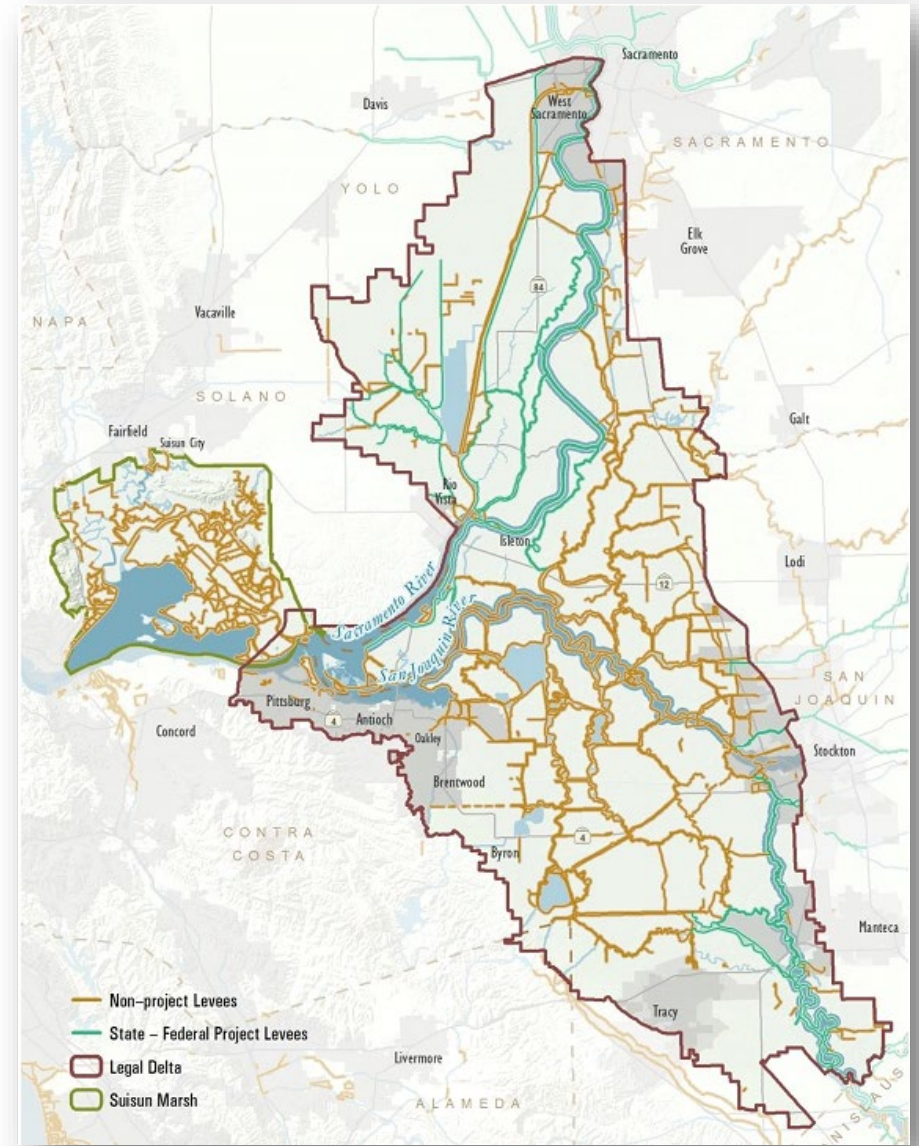 Sacramento
Davis
West
Sacramento
SACRAMENTO
YOLO
Elk
Grove
84
Vacaville
NAPA
SOLANO
Galt
Fairfield
Suisun City
Rio
Vista
Isleton
Lodi
12
Sacramento River
San Joaquin River
SAN
JOAQUIN
Pittsburg
4
Antioch
Concord
Oakley
Stockton
Brentwood
CONTRA
COSTA
4
Byron
Manteca
Tracy
Livermore
ALAMEDA
NISLAUS
Non–project Levees
State – Federal Project Levees
Legal Delta
Suisun Marsh